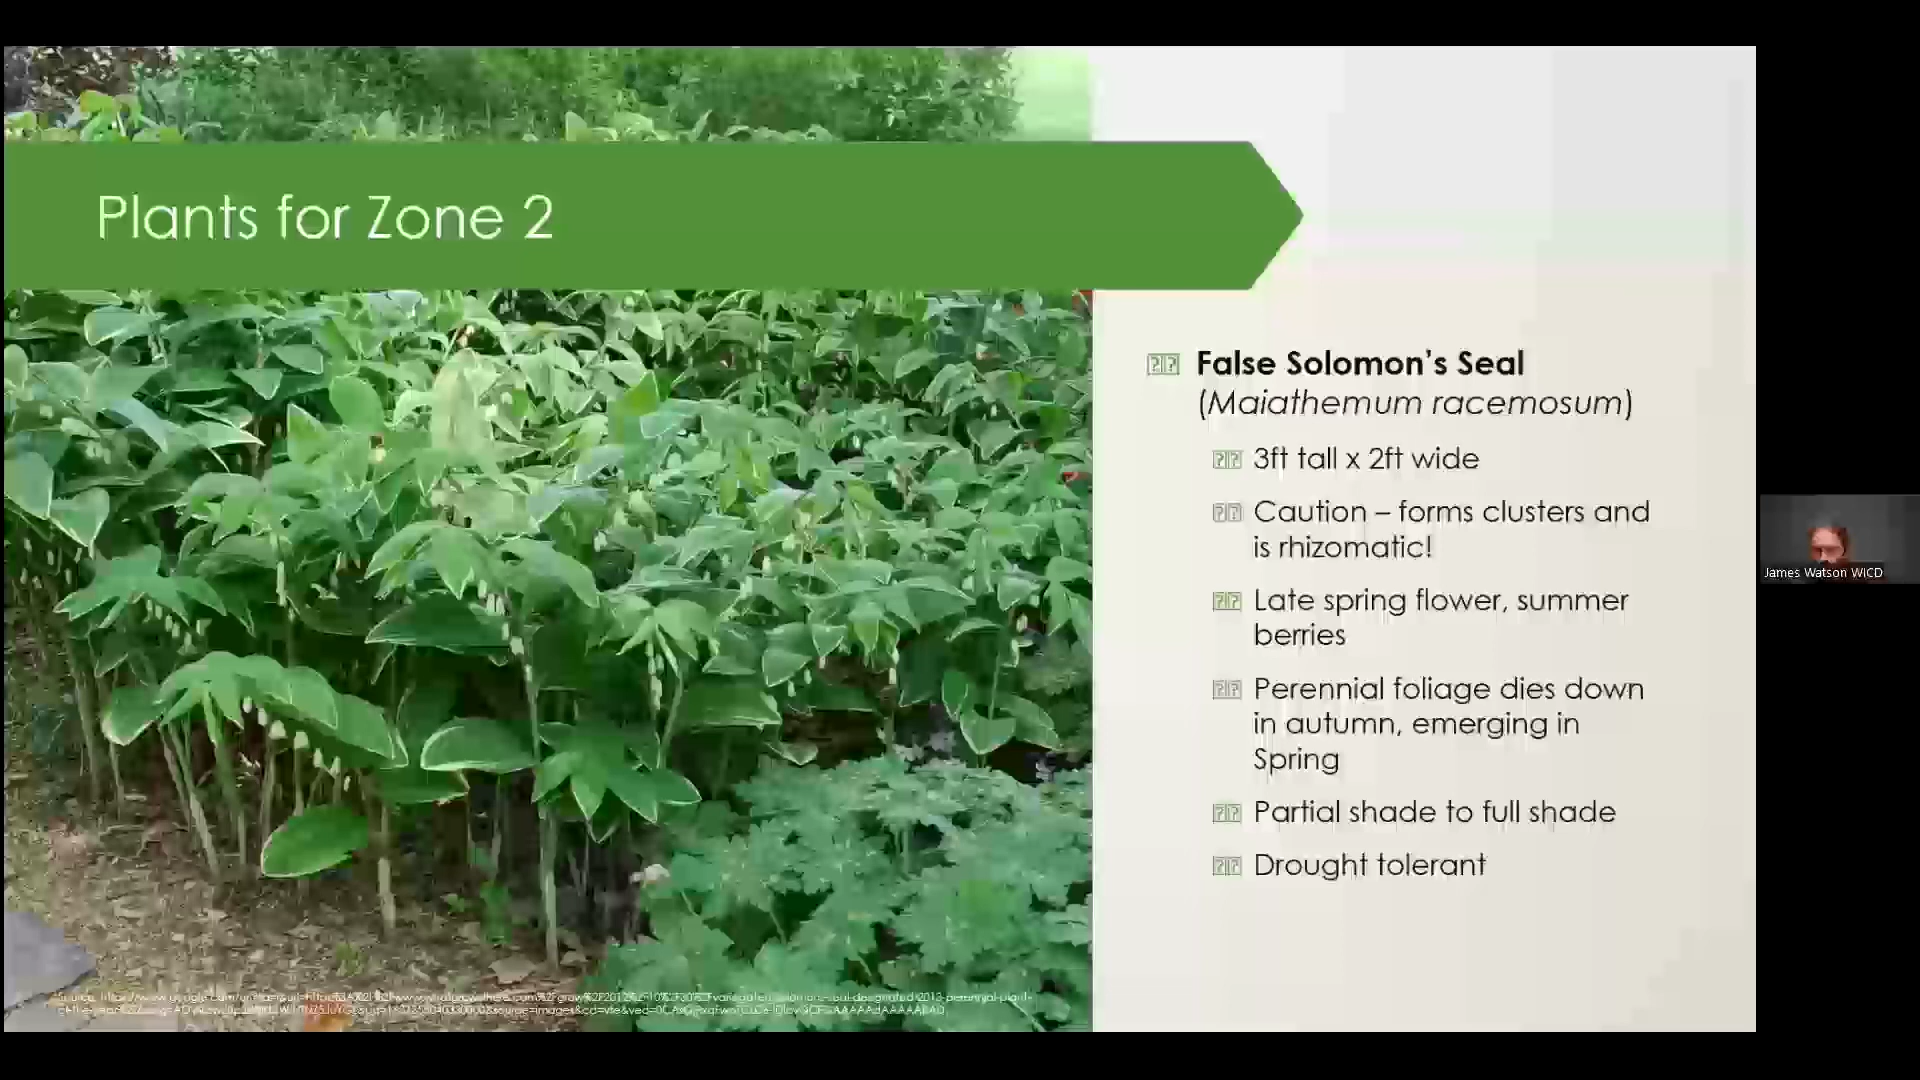 Plants for Zone 2
False Solomon's Seal
(Maiathemum racemosum)
3ft tall x 2ft wide
Caution – forms clusters and
is rhizomatic!
Late spring flower, summer
berries
Perennial foliage dies down
in autumn, emerging in
Spring
Partial shade to full shade
Drought tolerant
James Watson WICD